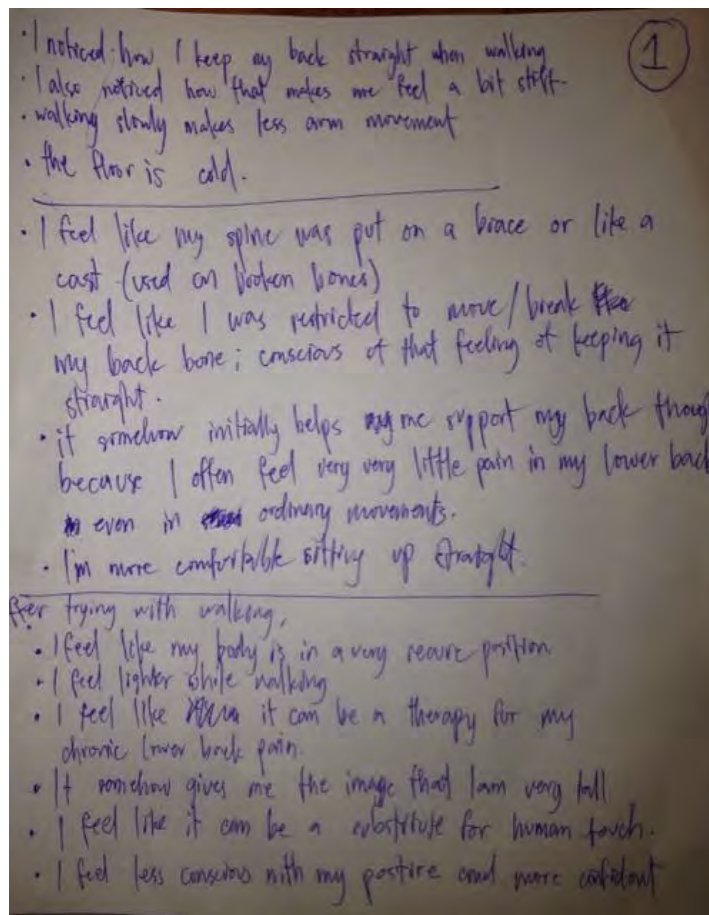 1
· I noticed how I keep my back straight when walking
· I also noticed how that makes me feel a bit stiff.
· walking slowly makes less arm movement
· the floor is cold.
· I feel like my spine was put on a brace or like a
cast (used on broken bones)
· I feel like I was restricted to move/break
my back bone; conscious of that feeling of keeping it
straight.
· it somehow initially helps me support my back thoug
because I often feel very very little pain in my lower back
even in ordinary movements.
· I'm more comfortable sitting up straight.
fter trying with walking,
· I feel like my body is in a very secure position
· I feel lighter while walking
· I feel like it can be a therapy for my
chronic lower back pain.
· It somehow gives me the image that I am very tall
· I feel like it can be a substitute for human touch.
· I feel less conscious with my posture and more confident